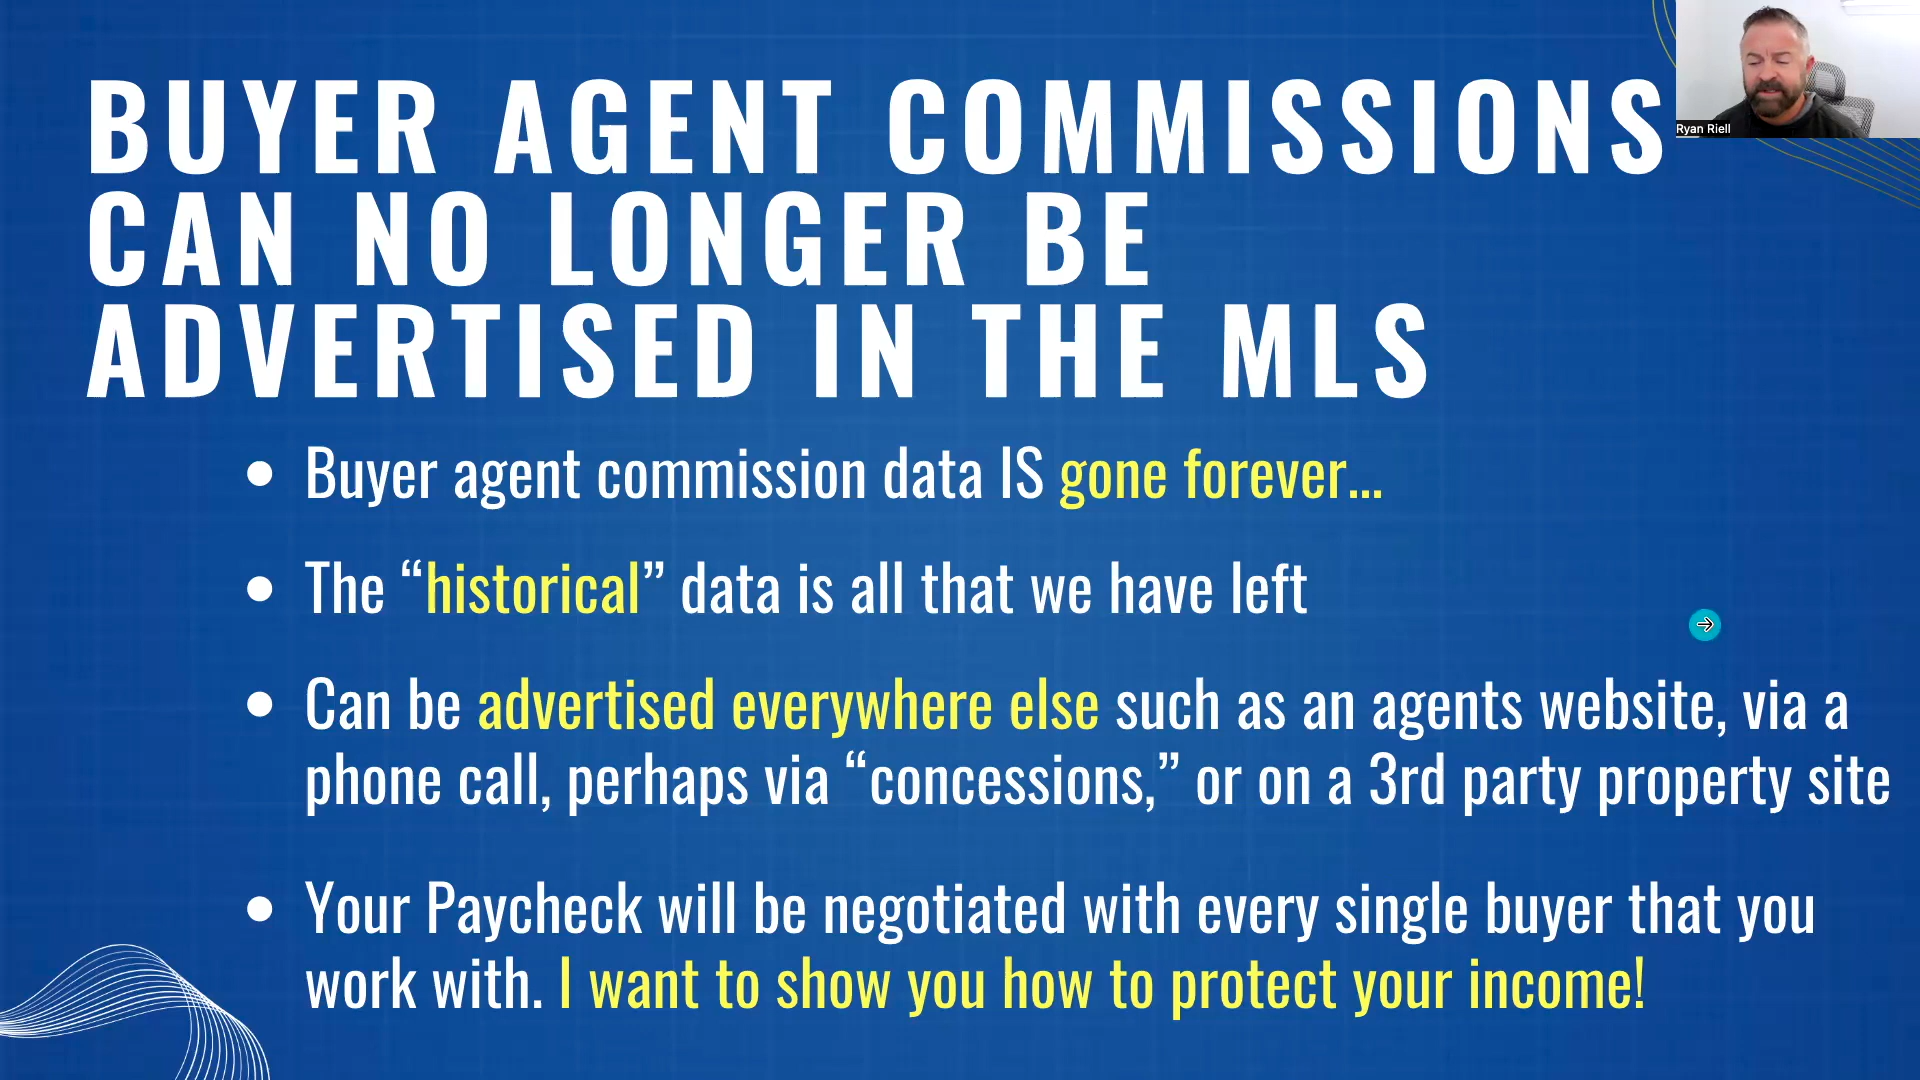 BUYER AGENT COMMISSIONS
CAN NO LONGER BE
ADVERTISED IN THE MLS
Ryan Riell
• Buyer agent commission data IS gone forever...
• The “historical” data is all that we have left
• Can be advertised everywhere else such as an agents website, via a
phone call, perhaps via “concessions,” or on a 3rd party property site
• Your Paycheck will be negotiated with every single buyer that you
work with. I want to show you how to protect your income!